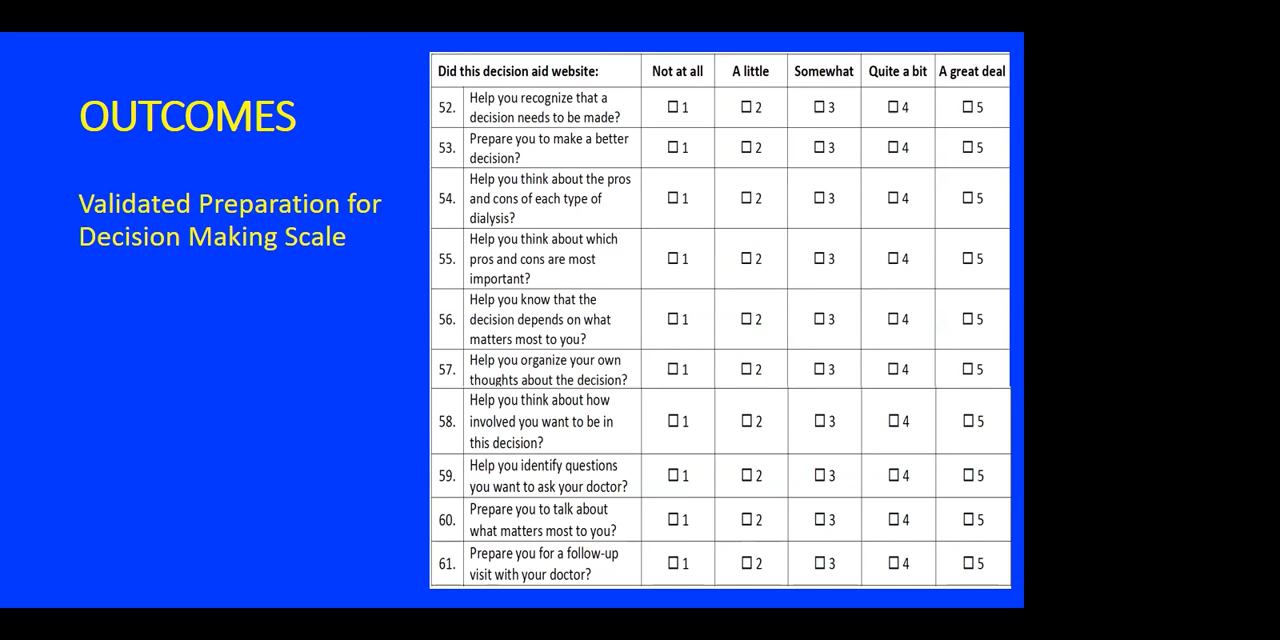 OUTCOMES
Validated Preparation for
Decision Making Scale
Did this decision aid website: Not at all A little Somewhat Quite a bit A great deal
52. Help you recognize that a
decision needs to be made? ☐ 1 ☐ 2 ☐ 3 ☐ 4 ☐ 5
53. Prepare you to make a better
decision? ☐ 1 ☐ 2 ☐ 3 ☐ 4 ☐ 5
54. Help you think about the pros
and cons of each type of
dialysis? ☐ 1 ☐ 2 ☐ 3 ☐ 4 ☐ 5
55. Help you think about which
pros and cons are most
important? ☐ 1 ☐ 2 ☐ 3 ☐ 4 ☐ 5
56. Help you know that the
decision depends on what
matters most to you? ☐ 1 ☐ 2 ☐ 3 ☐ 4 ☐ 5
57. Help you organize your own
thoughts about the decision? ☐ 1 ☐ 2 ☐ 3 ☐ 4 ☐ 5
58. Help you think about how
involved you want to be in
this decision? ☐ 1 ☐ 2 ☐ 3 ☐ 4 ☐ 5
59. Help you identify questions
you want to ask your doctor? ☐ 1 ☐ 2 ☐ 3 ☐ 4 ☐ 5
60. Prepare you to talk about
what matters most to you? ☐ 1 ☐ 2 ☐ 3 ☐ 4 ☐ 5
61. Prepare you for a follow-up
visit with your doctor? ☐ 1 ☐ 2 ☐ 3 ☐ 4 ☐ 5